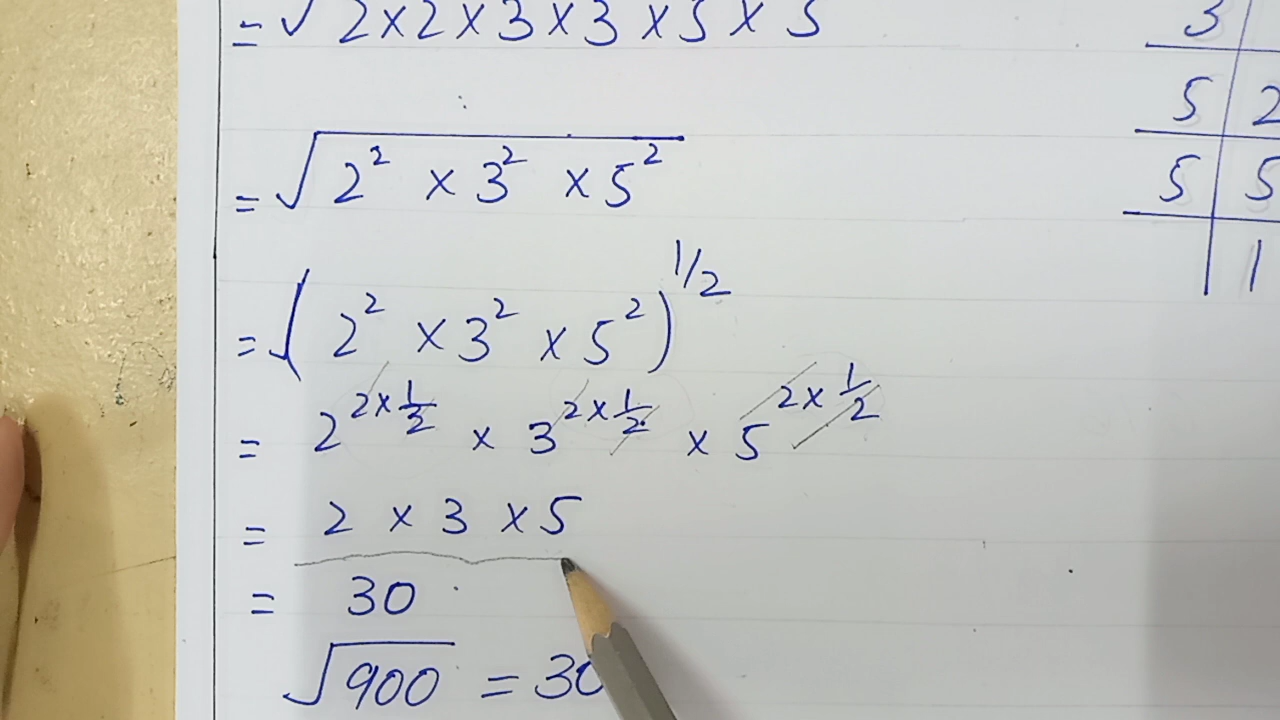 = √2×2×3×3×5×5
= √2² × 3² × 5²
= √(2² × 3² × 5²)^1/2
= 2^2×1/2 × 3^2×1/2 × 5^2×1/2
= 2 × 3 × 5
= 30
√900 = 30
3
5 2
5 5
1